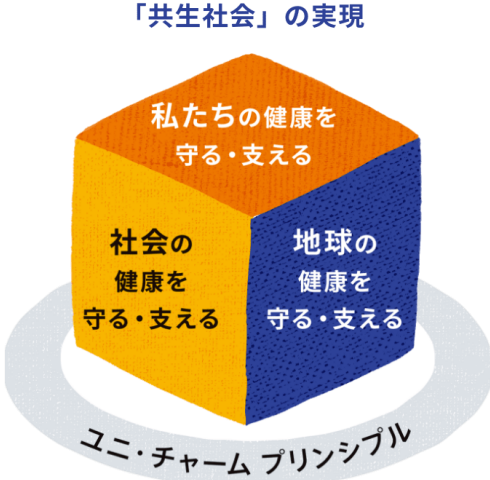 「共生社会」の実現
私たちの健康を
守る・支える
社会の
健康を
守る・支える
地球の
健康を
守る・支える
ユニ・チャーム プリンシプル